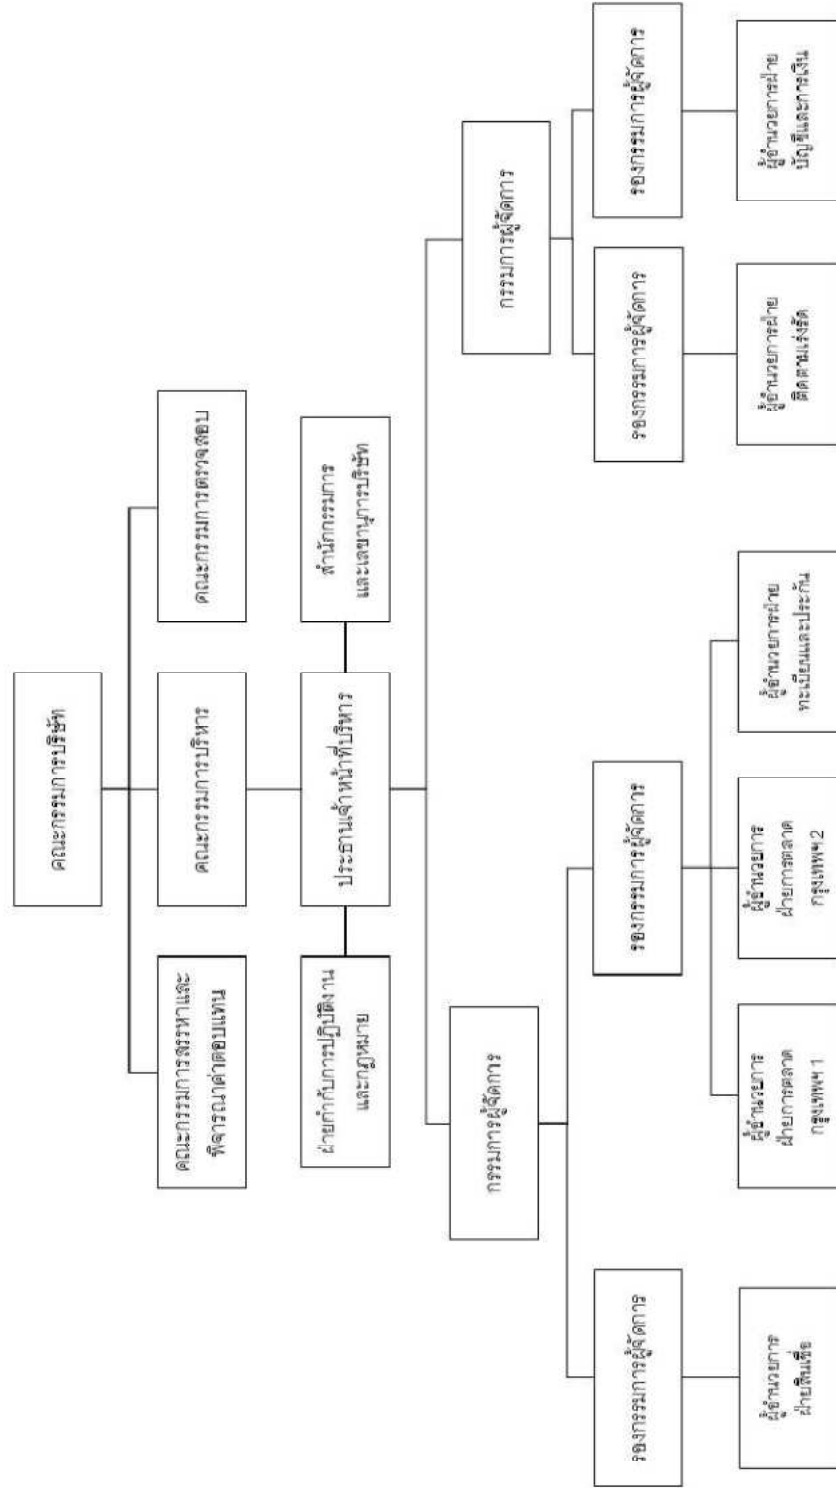 คณะกรรมการบริษัท
คณะกรรมการสรรหาและ
พิจารณาค่าตอบแทน
คณะกรรมการบริหาร
คณะกรรมการตรวจสอบ
ฝ่ายกำกับการปฏิบัติงาน
และกฎหมาย
ประธานเจ้าหน้าที่บริหาร
สำนักกรรมการ
และเลขานุการบริษัท
กรรมการผู้จัดการ
กรรมการผู้จัดการ
รองกรรมการผู้จัดการ
รองกรรมการผู้จัดการ
รองกรรมการผู้จัดการ
รองกรรมการผู้จัดการ
ผู้อำนวยการ
ฝ่ายสินเชื่อ
ผู้อำนวยการ
ฝ่ายการตลาด
กรุงเทพฯ 1
ผู้อำนวยการ
ฝ่ายการตลาด
กรุงเทพฯ 2
ผู้อำนวยการฝ่าย
ทะเบียนและประกัน
ผู้อำนวยการฝ่าย
ติดตามเร่งรัด
ผู้อำนวยการฝ่าย
บัญชีและการเงิน